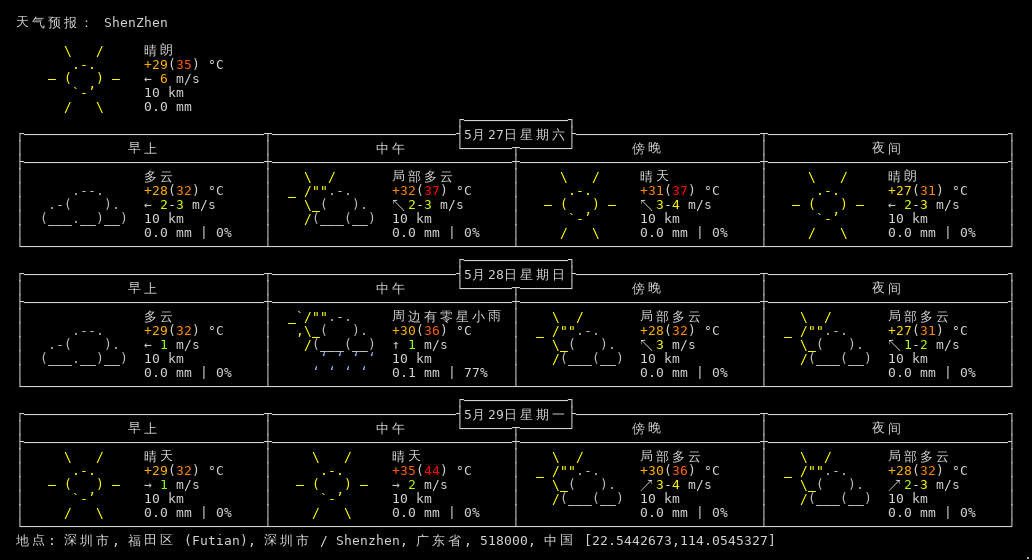 天气预报： ShenZhen
晴朗
+29(35) °C
← 6 m/s
10 km
0.0 mm
5月27日星期六
早上 中午 傍晚 夜间
多云 局部多云 晴天 晴朗
+28(32) °C +32(37) °C +31(37) °C +27(31) °C
← 2-3 m/s ↖ 2-3 m/s ↖ 3-4 m/s ← 2-3 m/s
10 km 10 km 10 km 10 km
0.0 mm | 0% 0.0 mm | 0% 0.0 mm | 0% 0.0 mm | 0%
5月28日星期日
早上 中午 傍晚 夜间
多云 周边有零星小雨 局部多云 局部多云
+29(32) °C +30(36) °C +28(32) °C +27(31) °C
← 1 m/s ↑ 1 m/s ↖ 3 m/s ↖ 1-2 m/s
10 km 10 km 10 km 10 km
0.0 mm | 0% 0.1 mm | 77% 0.0 mm | 0% 0.0 mm | 0%
5月29日星期一
早上 中午 傍晚 夜间
晴天 晴天 局部多云 局部多云
+29(32) °C +35(44) °C +30(36) °C +28(32) °C
→ 1 m/s → 2 m/s ↗ 3-4 m/s ↗ 2-3 m/s
10 km 10 km 10 km 10 km
0.0 mm | 0% 0.0 mm | 0% 0.0 mm | 0% 0.0 mm | 0%
地点: 深圳市, 福田区 (Futian), 深圳市 / Shenzhen, 广东省, 518000, 中国 [22.5442673,114.0545327]